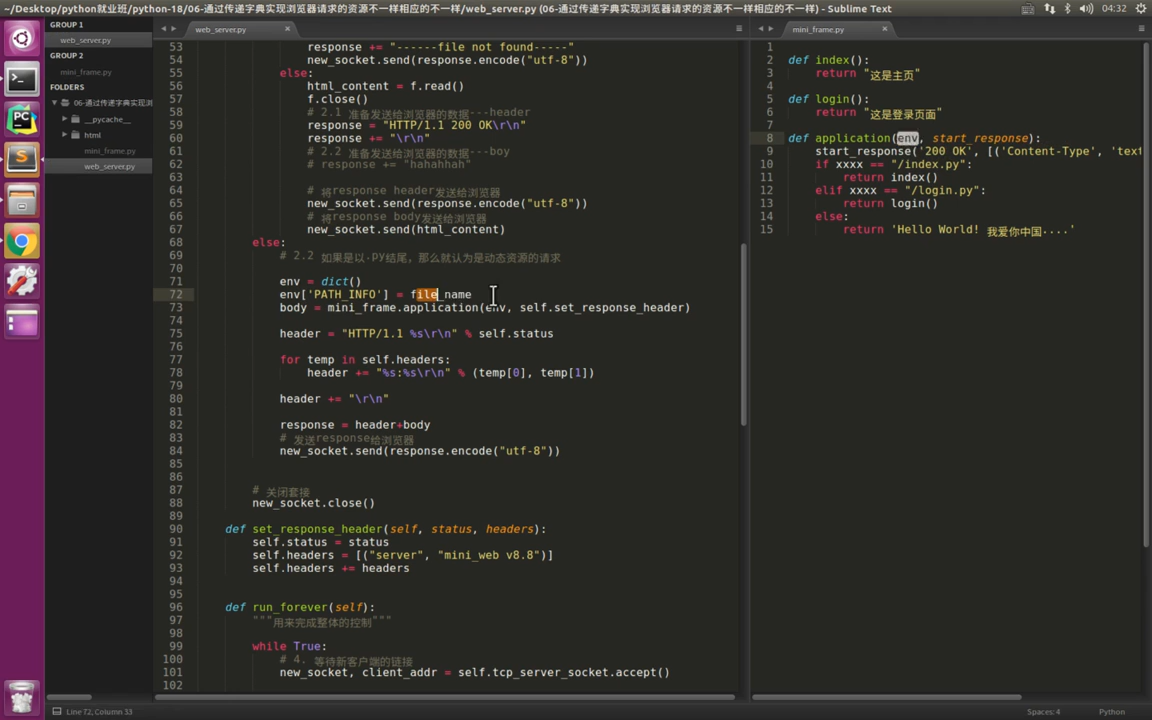 ~/Desktop/python就业班/python-18/06-通过传递字典实现浏览器请求的资源不一样相应的不一样/web_server.py (06-通过传递字典实现浏览器请求的资源不一样相应的不一样) - Sublime Text
04:32
GROUP 1
web_server.py
GROUP 2
mini_frame.py
FOLDERS
06-通过传递字典实现浏
__pycache__
html
mini_frame.py
web_server.py
web_server.py
53 response += "------file not found-----"
54 new_socket.send(response.encode("utf-8"))
55 else:
56 html_content = f.read()
57 f.close()
58 # 2.1 准备发送给浏览器的数据---header
59 response = "HTTP/1.1 200 OK\r\n"
60 response += "\r\n"
61 # 2.2 准备发送给浏览器的数据---boy
62 # response += "hahahhah"
63
64 # 将response header发送给浏览器
65 new_socket.send(response.encode("utf-8"))
66 # 将response body发送给浏览器
67 new_socket.send(html_content)
68 else:
69 # 2.2 如果是以.py结尾，那么就认为是动态资源的请求
70
71 env = dict()
72 env['PATH_INFO'] = file_name
73 body = mini_frame.application(env, self.set_response_header)
74
75 header = "HTTP/1.1 %s\r\n" % self.status
76
77 for temp in self.headers:
78 header += "%s:%s\r\n" % (temp[0], temp[1])
79
80 header += "\r\n"
81
82 response = header+body
83 # 发送response给浏览器
84 new_socket.send(response.encode("utf-8"))
85
86
87 # 关闭套接
88 new_socket.close()
89
90 def set_response_header(self, status, headers):
91 self.status = status
92 self.headers = [("server", "mini_web v8.8")]
93 self.headers += headers
94
95
96 def run_forever(self):
97 """用来完成整体的控制"""
98
99 while True:
100 # 4. 等待新客户端的链接
101 new_socket, client_addr = self.tcp_server_socket.accept()
102
mini_frame.py
1
2 def index():
3 return "这是主页"
4
5 def login():
6 return "这是登录页面"
7
8 def application(env, start_response):
9 start_response('200 OK', [('Content-Type', 'text
10 if xxxx == "/index.py":
11 return index()
12 elif xxxx == "/login.py":
13 return login()
14 else:
15 return 'Hello World! 我爱你中国....'
Line 72, Column 33
Spaces: 4
Python